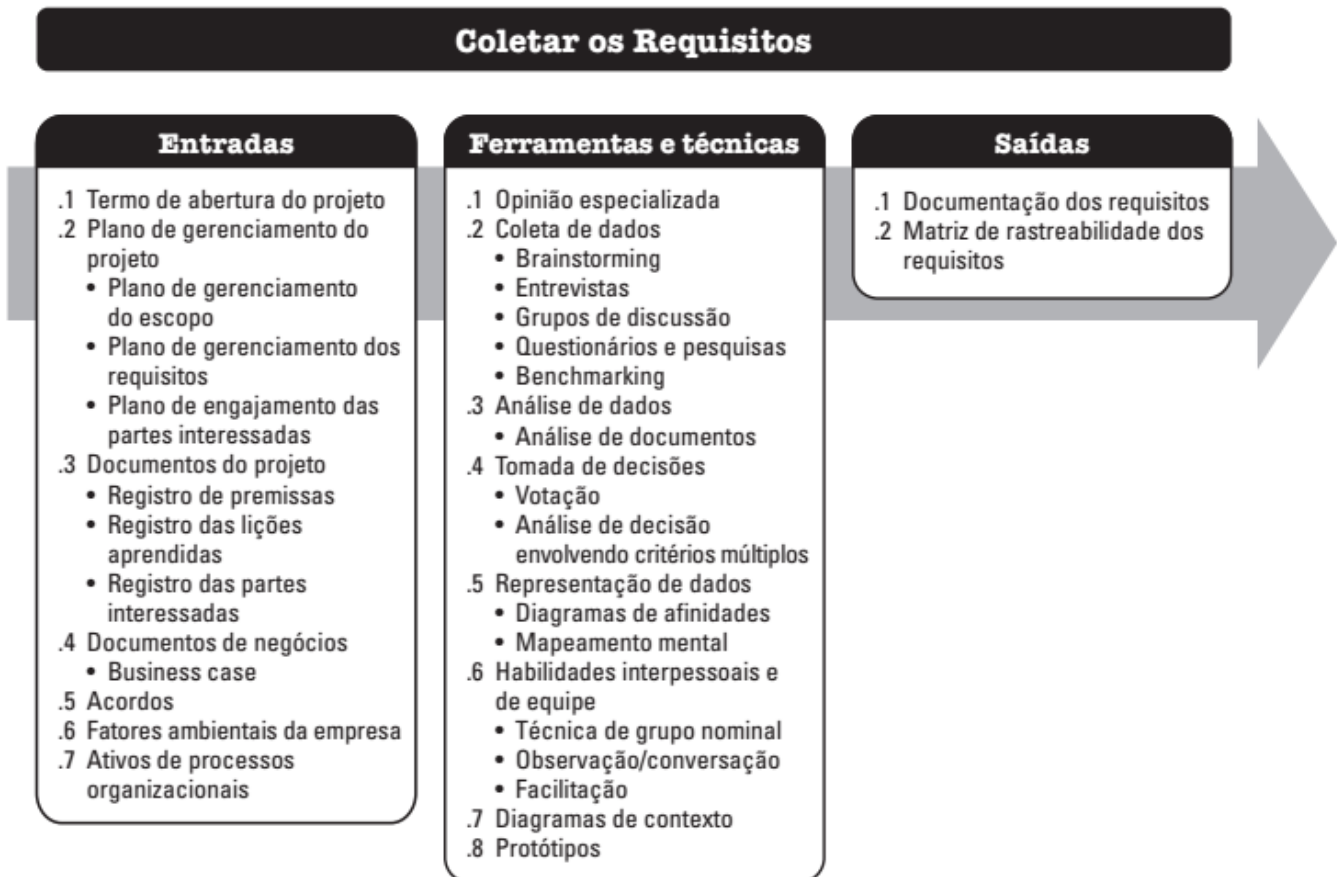 Coletar os Requisitos
Entradas
.1 Termo de abertura do projeto
.2 Plano de gerenciamento do
projeto
• Plano de gerenciamento
do escopo
• Plano de gerenciamento dos
requisitos
• Plano de engajamento das
partes interessadas
.3 Documentos do projeto
• Registro de premissas
• Registro das lições
aprendidas
• Registro das partes
interessadas
.4 Documentos de negócios
• Business case
.5 Acordos
.6 Fatores ambientais da empresa
.7 Ativos de processos
organizacionais
Ferramentas e técnicas
.1 Opinião especializada
.2 Coleta de dados
• Brainstorming
• Entrevistas
• Grupos de discussão
• Questionários e pesquisas
• Benchmarking
.3 Análise de dados
• Análise de documentos
.4 Tomada de decisões
• Votação
• Análise de decisão
envolvendo critérios múltiplos
.5 Representação de dados
• Diagramas de afinidades
• Mapeamento mental
.6 Habilidades interpessoais e
de equipe
• Técnica de grupo nominal
• Observação/conversação
• Facilitação
.7 Diagramas de contexto
.8 Protótipos
Saídas
.1 Documentação dos requisitos
.2 Matriz de rastreabilidade dos
requisitos